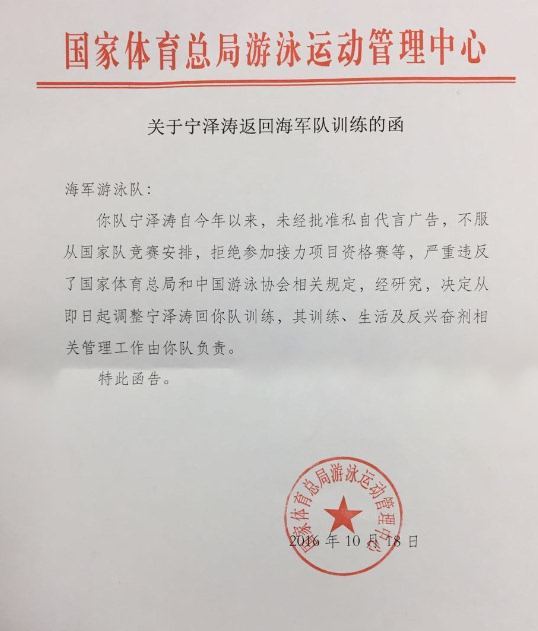 国家体育总局游泳运动管理中心
关于宁泽涛返回海军队训练的函
海军游泳队：
你队宁泽涛自今年以来，未经批准私自代言广告，不服
从国家队竞赛安排，拒绝参加接力项目资格赛等，严重违反
了国家体育总局和中国游泳协会相关规定，经研究，决定从
即日起调整宁泽涛回你队训练，其训练、生活及反兴奋剂相
关管理工作由你队负责。
特此函告。
国家体育总局游泳运动管理中心
2016年10月18日